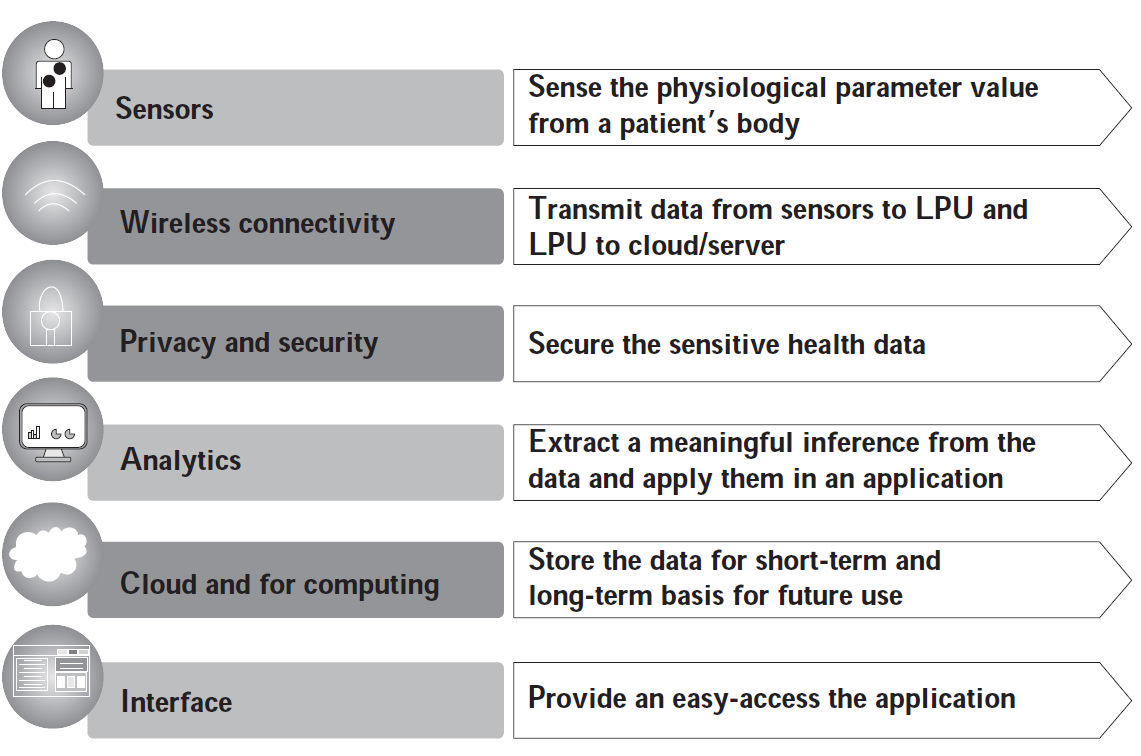 Sensors
Sense the physiological parameter value
from a patient's body
Wireless connectivity
Transmit data from sensors to LPU and
LPU to cloud/server
Privacy and security
Secure the sensitive health data
Analytics
Extract a meaningful inference from the
data and apply them in an application
Cloud and for computing
Store the data for short-term and
long-term basis for future use
Interface
Provide an easy-access the application